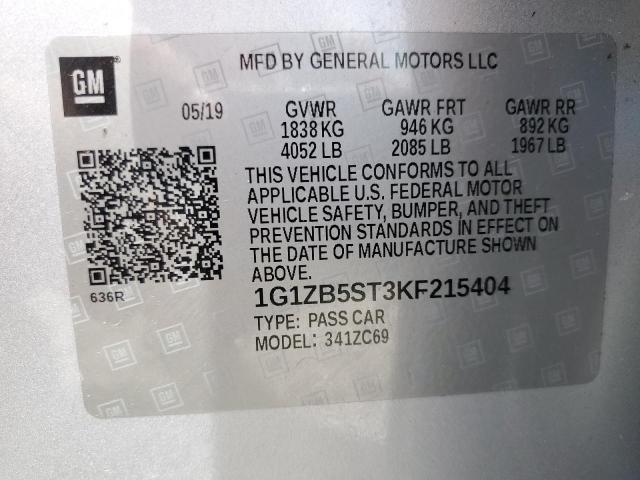 GM
MFD BY GENERAL MOTORS LLC
05/19 GVWR GAWR FRT GAWR RR
1838 KG 946 KG 892 KG
4052 LB 2085 LB 1967 LB
THIS VEHICLE CONFORMS TO ALL
APPLICABLE U.S. FEDERAL MOTOR
VEHICLE SAFETY, BUMPER, AND THEFT
PREVENTION STANDARDS IN EFFECT ON
THE DATE OF MANUFACTURE SHOWN
ABOVE.
636R
1G1ZB5ST3KF215404
TYPE: PASS CAR
MODEL: 341ZC69